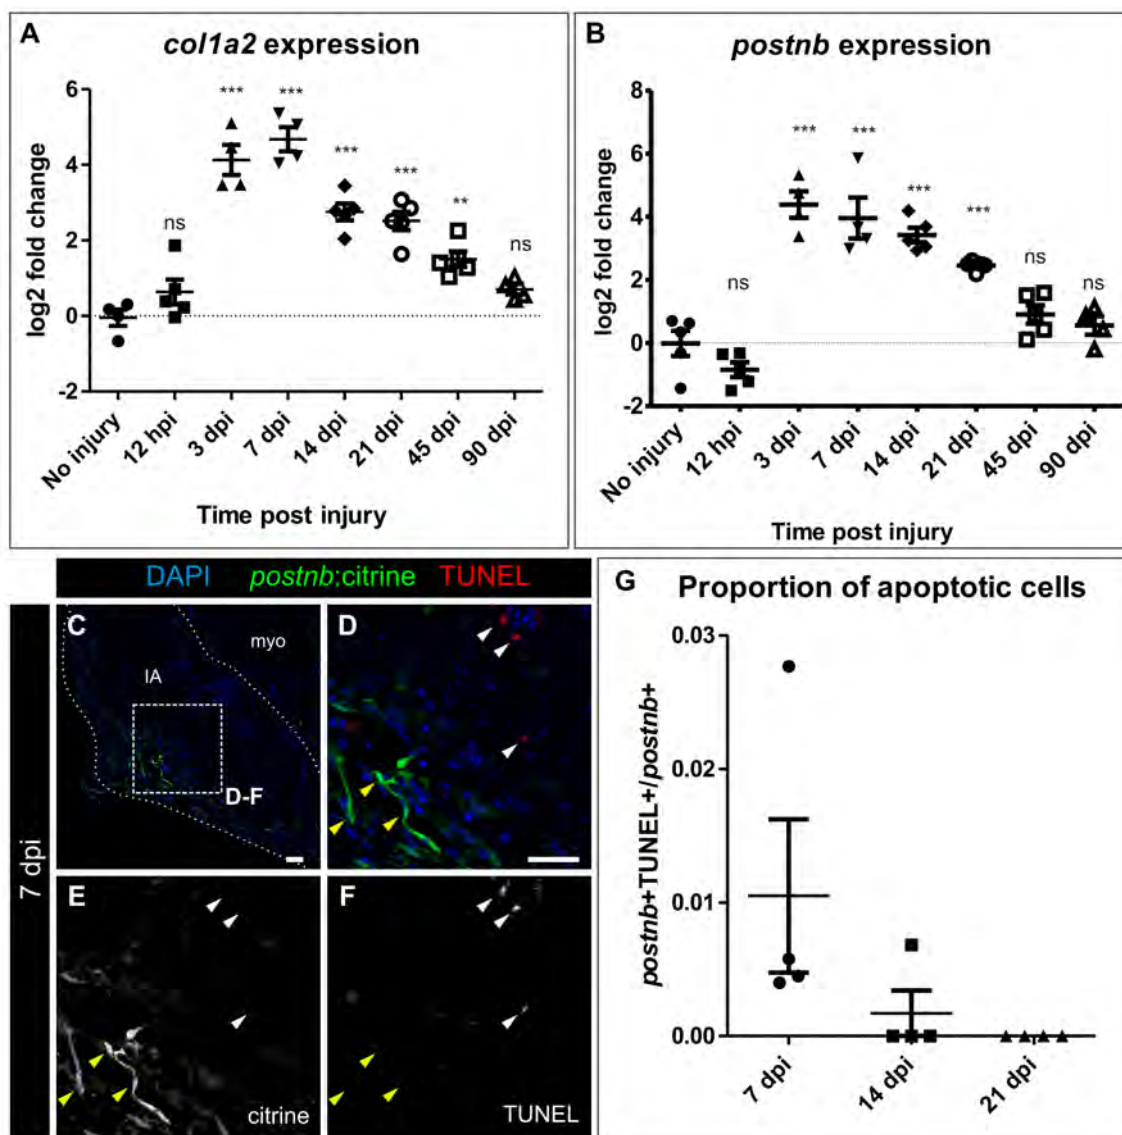 A
col1a2 expression
log2 fold change
6
4
2
0
-2
ns
***
***
***
***
**
ns
No injury
12 hpi
3 dpi
7 dpi
14 dpi
21 dpi
45 dpi
90 dpi
Time post injury
B
postnb expression
log2 fold change
8
6
4
2
0
-2
ns
***
***
***
***
ns
ns
No injury
12 hpi
3 dpi
7 dpi
14 dpi
21 dpi
45 dpi
90 dpi
Time post injury
DAPI postnb:citrine TUNEL
7 dpi
C
myo
IA
D-F
D
E
citrine
F
TUNEL
G
Proportion of apoptotic cells
postnb+TUNEL+/postnb+
0.03
0.02
0.01
0.00
7 dpi
14 dpi
21 dpi